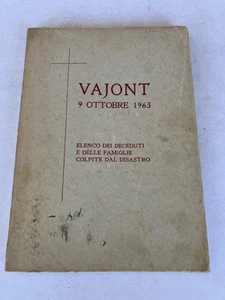 VAJONT
9 OTTOBRE 1963
ELENCO DEI DECEDUTI
E DELLE FAMIGLIE
COLPITE DAL DISASTRO